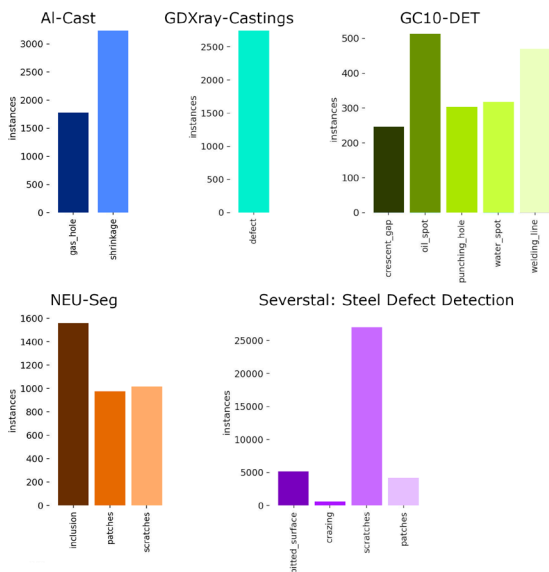 Al-Cast
GDXray-Castings
GC10-DET
instances
3000
2500
2000
1500
1000
500
0
gas_hole
shrinkage
instances
2500
2000
1500
1000
500
0
defect
instances
500
400
300
200
100
0
crescent_gap
oil_spot
punching_hole
water_spot
welding_line
NEU-Seg
Severstal: Steel Defect Detection
instances
1600
1400
1200
1000
800
600
400
200
0
inclusion
patches
scratches
instances
25000
20000
15000
10000
5000
0
pitted_surface
crazing
scratches
patches